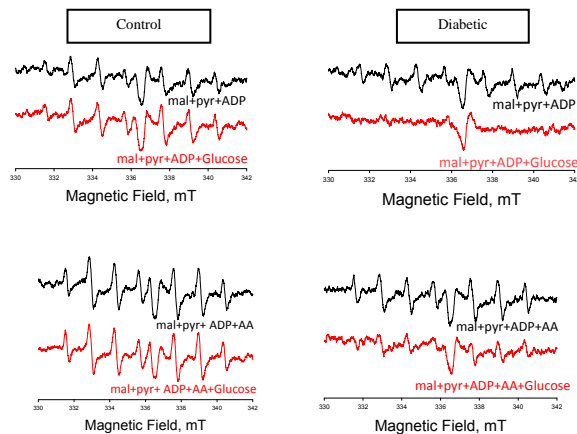 Control
Diabetic
mal+pyr+ADP
mal+pyr+ADP+Glucose
330 332 334 336 338 340 342
Magnetic Field, mT
mal+pyr+ADP
mal+pyr+ADP+Glucose
330 332 334 336 338 340 342
Magnetic Field, mT
mal+pyr+ ADP+AA
mal+pyr+ ADP+AA+Glucose
330 332 334 336 338 340 342
Magnetic Field, mT
mal+pyr+ADP+AA
mal+pyr+ADP+AA+Glucose
330 332 334 336 338 340 342
Magnetic Field, mT